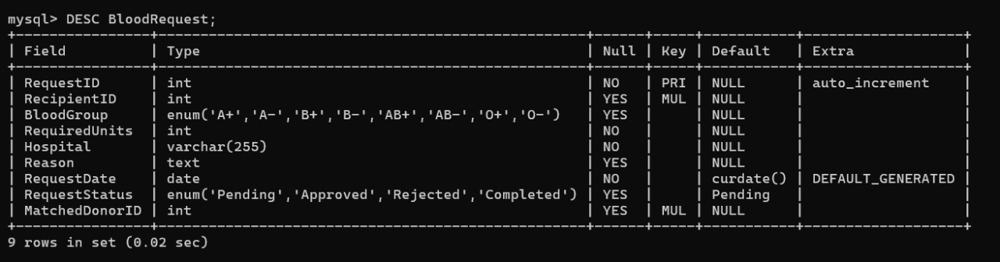 mysql> DESC BloodRequest;
+----------------+---------------------------------------------------+------+-----+-----------+-------------------+
| Field          | Type                                              | Null | Key | Default   | Extra             |
+----------------+---------------------------------------------------+------+-----+-----------+-------------------+
| RequestID      | int                                               | NO   | PRI | NULL      | auto_increment    |
| RecipientID    | int                                               | YES  | MUL | NULL      |                   |
| BloodGroup     | enum('A+','A-','B+','B-','AB+','AB-','O+','O-')   | YES  |     | NULL      |                   |
| RequiredUnits  | int                                               | NO   |     | NULL      |                   |
| Hospital       | varchar(255)                                      | NO   |     | NULL      |                   |
| Reason         | text                                              | YES  |     | NULL      |                   |
| RequestDate    | date                                              | NO   |     | curdate() | DEFAULT_GENERATED |
| RequestStatus  | enum('Pending','Approved','Rejected','Completed') | YES  |     | Pending   |                   |
| MatchedDonorID | int                                               | YES  | MUL | NULL      |                   |
+----------------+---------------------------------------------------+------+-----+-----------+-------------------+
9 rows in set (0.02 sec)